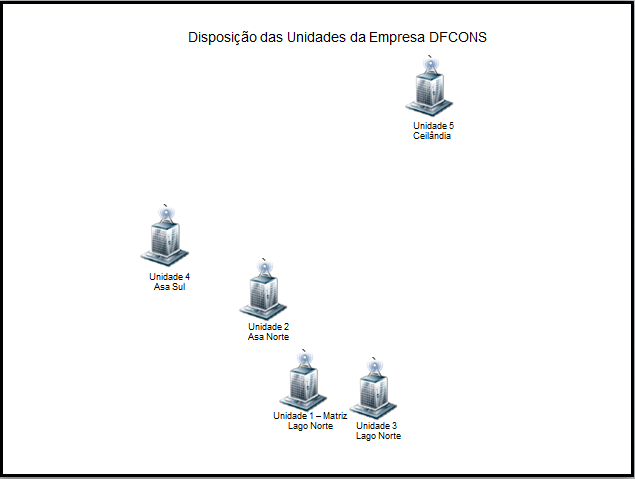 Disposição das Unidades da Empresa DFCONS
Unidade 5
Ceilândia
Unidade 4
Asa Sul
Unidade 2
Asa Norte
Unidade 1 – Matriz
Lago Norte
Unidade 3
Lago Norte